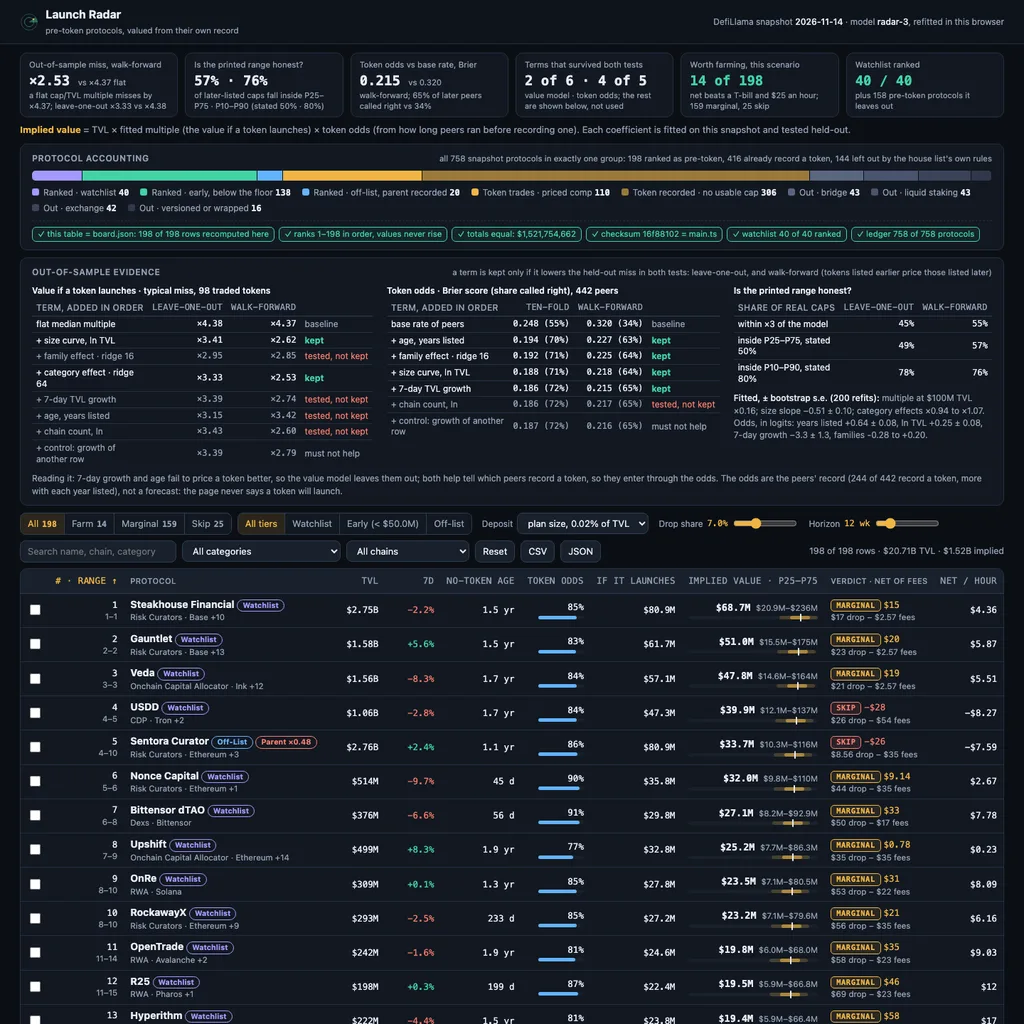 Launch Radar
pre-token protocols, valued from their own record
DefiLlama snapshot 2026-11-14 · model radar-3, refitted in this browser
Out-of-sample miss, walk-forward
×2.53 vs ×4.37 flat
a flat cap/TVL multiple misses by ×4.37; leave-one-out ×3.33 vs ×4.38
Is the printed range honest?
57% · 76%
of later-listed caps fall inside P25–P75 · P10–P90 (stated 50% · 80%)
Token odds vs base rate, Brier
0.215 vs 0.320
walk-forward; 65% of later peers called right vs 34%
Terms that survived both tests
2 of 6 · 4 of 5
value model · token odds; the rest are shown below, not used
Worth farming, this scenario
14 of 198
net beats a T-bill and $25 an hour; 159 marginal, 25 skip
Watchlist ranked
40 / 40
plus 158 pre-token protocols it leaves out
Implied value = TVL × fitted multiple (the value if a token launches) × token odds (from how long peers ran before recording one). Each coefficient is fitted on this snapshot and tested held-out.
PROTOCOL ACCOUNTING
all 758 snapshot protocols in exactly one group: 198 ranked as pre-token, 416 already record a token, 144 left out by the house list's own rules
Ranked · watchlist 40 Ranked · early, below the floor 138 Ranked · off-list, parent recorded 20 Token trades · priced comp 110 Token recorded · no usable cap 306 Out · bridge 43 Out · liquid staking 43
Out · exchange 42 Out · versioned or wrapped 16
✓ this table = board.json: 198 of 198 rows recomputed here ✓ ranks 1–198 in order, values never rise ✓ totals equal: $1,521,754,662 ✓ checksum 16f88102 = main.ts ✓ watchlist 40 of 40 ranked ✓ ledger 758 of 758 protocols
OUT-OF-SAMPLE EVIDENCE
a term is kept only if it lowers the held-out miss in both tests: leave-one-out, and walk-forward (tokens listed earlier price those listed later)
Value if a token launches · typical miss, 98 traded tokens
TERM, ADDED IN ORDER LEAVE-ONE-OUT WALK-FORWARD
flat median multiple ×4.38 ×4.37 baseline
+ size curve, ln TVL ×3.41 ×2.62 kept
+ family effect · ridge 16 ×2.95 ×2.85 tested, not kept
+ category effect · ridge 64 ×3.33 ×2.53 kept
+ 7-day TVL growth ×3.39 ×2.74 tested, not kept
+ age, years listed ×3.15 ×3.42 tested, not kept
+ chain count, ln ×3.43 ×2.60 tested, not kept
+ control: growth of another row ×3.39 ×2.79 must not help
Token odds · Brier score (share called right), 442 peers
TERM, ADDED IN ORDER TEN-FOLD WALK-FORWARD
base rate of peers 0.248 (55%) 0.320 (34%) baseline
+ age, years listed 0.194 (70%) 0.227 (63%) kept
+ family effect · ridge 16 0.192 (71%) 0.225 (64%) kept
+ size curve, ln TVL 0.188 (71%) 0.218 (64%) kept
+ 7-day TVL growth 0.186 (72%) 0.215 (65%) kept
+ chain count, ln 0.186 (72%) 0.217 (65%) tested, not kept
+ control: growth of another row 0.187 (72%) 0.216 (65%) must not help
Is the printed range honest?
SHARE OF REAL CAPS LEAVE-ONE-OUT WALK-FORWARD
within ×3 of the model 45% 55%
inside P25–P75, stated 50% 49% 57%
inside P10–P90, stated 80% 78% 76%
Fitted, ± bootstrap s.e. (200 refits): multiple at $100M TVL ×0.16; size slope −0.51 ± 0.10; category effects ×0.94 to ×1.07. Odds, in logits: years listed +0.64 ± 0.08, ln TVL +0.25 ± 0.08, 7-day growth −3.3 ± 1.3, families -0.28 to +0.20.
Reading it: 7-day growth and age fail to price a token better, so the value model leaves them out; both help tell which peers record a token, so they enter through the odds. The odds are the peers' record (244 of 442 record a token, more with each year listed), not a forecast: the page never says a token will launch.
All 198 Farm 14 Marginal 159 Skip 25 All tiers Watchlist Early (< $50.0M) Off-list Deposit plan size, 0.02% of TVL Drop share 7.0% Horizon 12 wk
Search name, chain, category All categories All chains Reset CSV JSON 198 of 198 rows · $20.71B TVL · $1.52B implied
# · RANGE ↑ PROTOCOL TVL 7D NO-TOKEN AGE TOKEN ODDS IF IT LAUNCHES IMPLIED VALUE · P25–P75 VERDICT · NET OF FEES NET / HOUR
1 Steakhouse Financial Watchlist $2.75B −2.2% 1.5 yr 85% $80.9M $68.7M $20.9M–$236M MARGINAL $15 $4.36
1–1 Risk Curators · Base +10 $17 drop − $2.57 fees
2 Gauntlet Watchlist $1.58B +5.6% 1.5 yr 83% $61.7M $51.0M $15.5M–$175M MARGINAL $20 $5.87
2–2 Risk Curators · Base +13 $23 drop − $2.57 fees
3 Veda Watchlist $1.56B −8.3% 1.7 yr 84% $57.1M $47.8M $14.6M–$164M MARGINAL $19 $5.51
3–3 Onchain Capital Allocator · Ink +12 $21 drop − $2.57 fees
4 USDD Watchlist $1.06B −2.8% 1.7 yr 84% $47.3M $39.9M $12.1M–$137M SKIP −$28 −$8.27
4–5 CDP · Tron +2 $26 drop − $54 fees
5 Sentora Curator Off-List Parent ×0.48 $2.76B +2.4% 1.1 yr 86% $80.9M $33.7M $10.3M–$116M SKIP −$26 −$7.59
4–10 Risk Curators · Ethereum +3 $8.56 drop − $35 fees
6 Nonce Capital Watchlist $514M −9.7% 45 d 90% $35.8M $32.0M $9.8M–$110M MARGINAL $9.14 $2.67
5–6 Risk Curators · Ethereum +1 $44 drop − $35 fees
7 Bittensor dTAO Watchlist $376M −6.6% 56 d 91% $29.8M $27.1M $8.2M–$92.9M MARGINAL $33 $7.78
6–8 Dexs · Bittensor $50 drop − $17 fees
8 Upshift Watchlist $499M +8.3% 1.9 yr 77% $32.8M $25.2M $7.7M–$86.3M MARGINAL $0.78 $0.23
7–9 Onchain Capital Allocator · Ethereum +14 $35 drop − $35 fees
9 OnRe Watchlist $309M +0.1% 1.3 yr 85% $27.8M $23.5M $7.1M–$80.5M MARGINAL $31 $8.09
8–10 RWA · Solana $53 drop − $22 fees
10 RockawayX Watchlist $293M −2.5% 233 d 85% $27.2M $23.2M $7.1M–$79.6M MARGINAL $21 $6.16
8–10 Risk Curators · Ethereum +9 $56 drop − $35 fees
11 OpenTrade Watchlist $242M −1.6% 1.9 yr 81% $24.6M $19.8M $6.0M–$68.0M MARGINAL $35 $9.03
11–14 RWA · Avalanche +2 $58 drop − $23 fees
12 R25 Watchlist $198M +0.3% 199 d 87% $22.4M $19.5M $5.9M–$66.8M MARGINAL $46 $12
11–15 RWA · Pharos +1 $69 drop − $23 fees
13 Hyperithm Watchlist $222M −4.4% 1.5 yr 81% $23.8M $19.4M $5.9M–$66.4M MARGINAL $58 $17